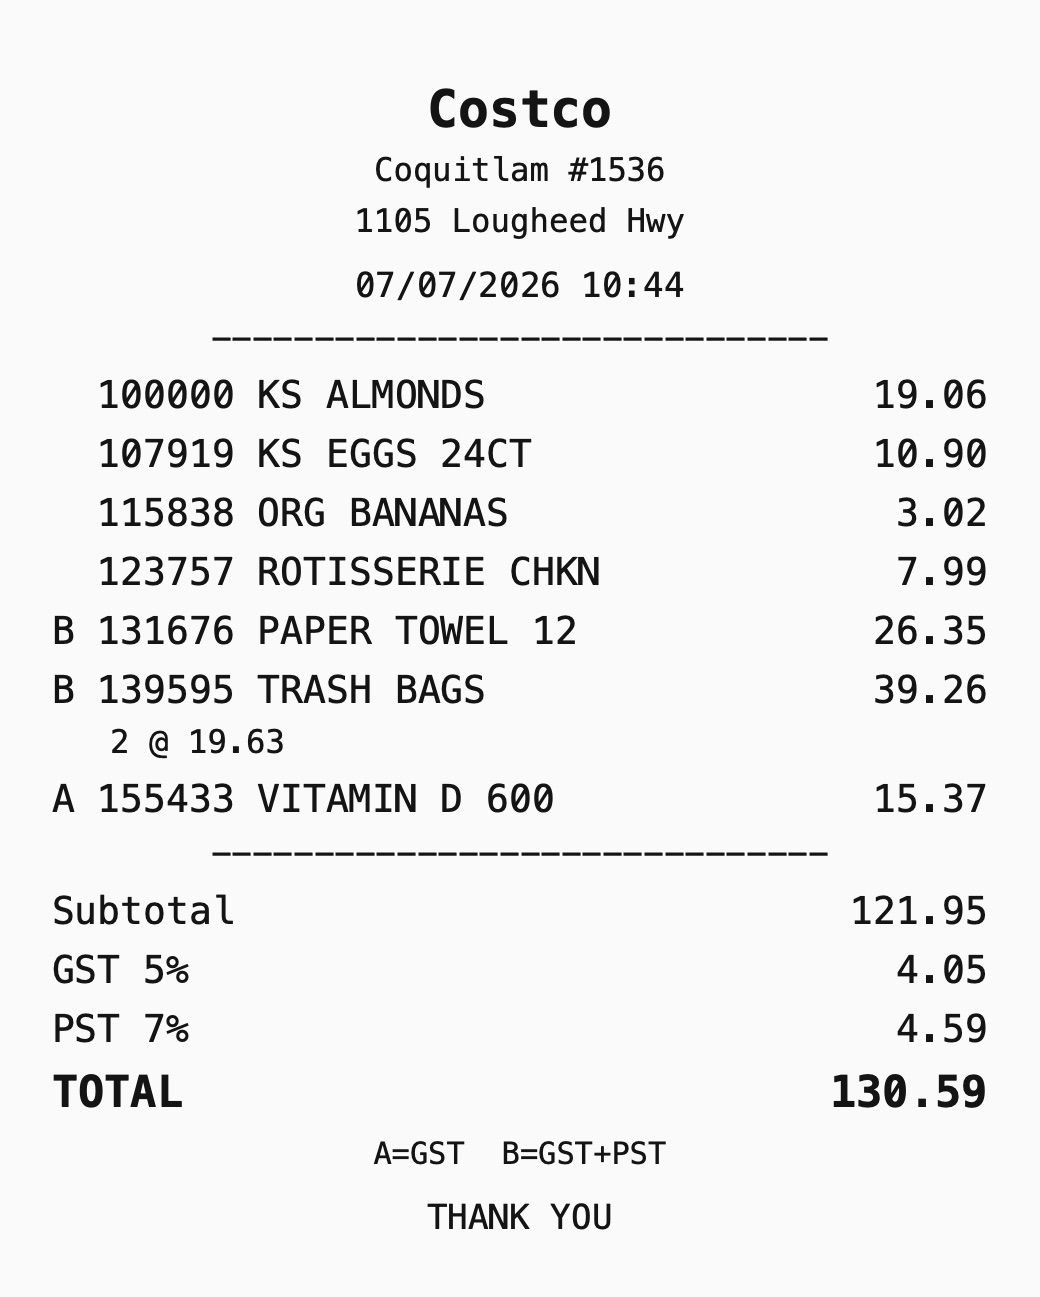 Costco
Coquitlam #1536
1105 Lougheed Hwy
07/07/2026 10:44
------------------------------
100000 KS ALMONDS 19.06
107919 KS EGGS 24CT 10.90
115838 ORG BANANAS 3.02
123757 ROTISSERIE CHKN 7.99
B 131676 PAPER TOWEL 12 26.35
B 139595 TRASH BAGS 39.26
2 @ 19.63
A 155433 VITAMIN D 600 15.37
------------------------------
Subtotal 121.95
GST 5% 4.05
PST 7% 4.59
TOTAL 130.59
A=GST B=GST+PST
THANK YOU